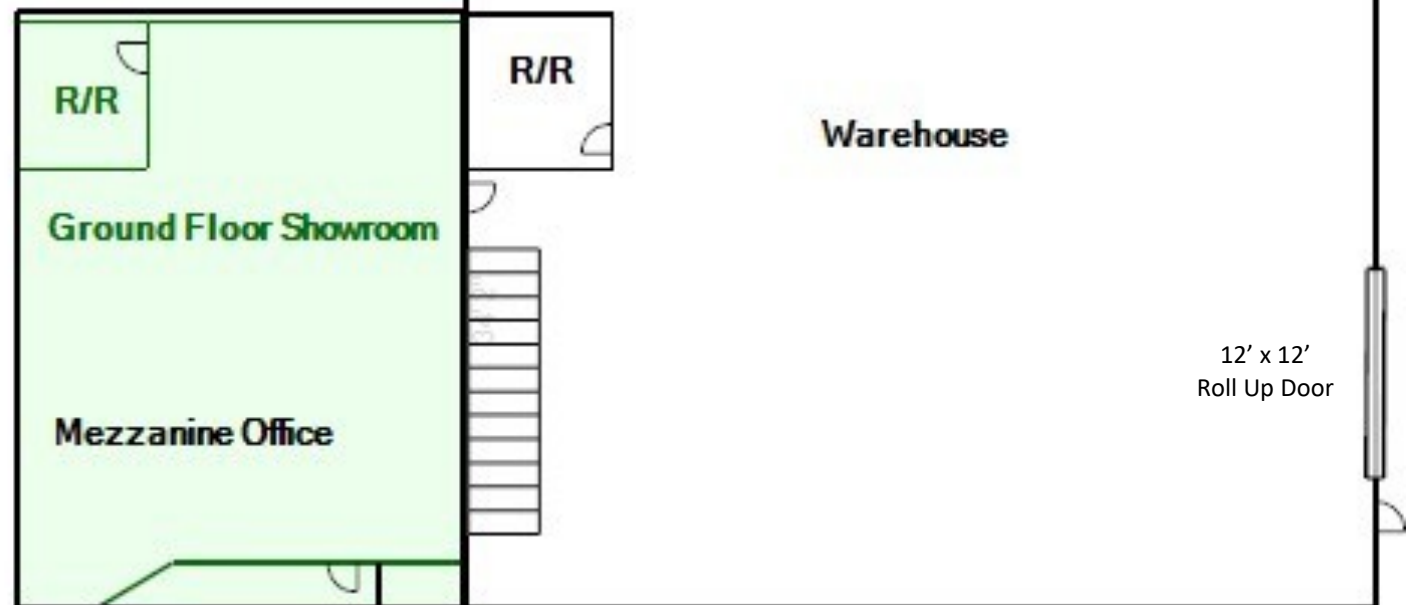 R/R
R/R
Warehouse
Ground Floor Showroom
12’ x 12’
Roll Up Door
Mezzanine Office